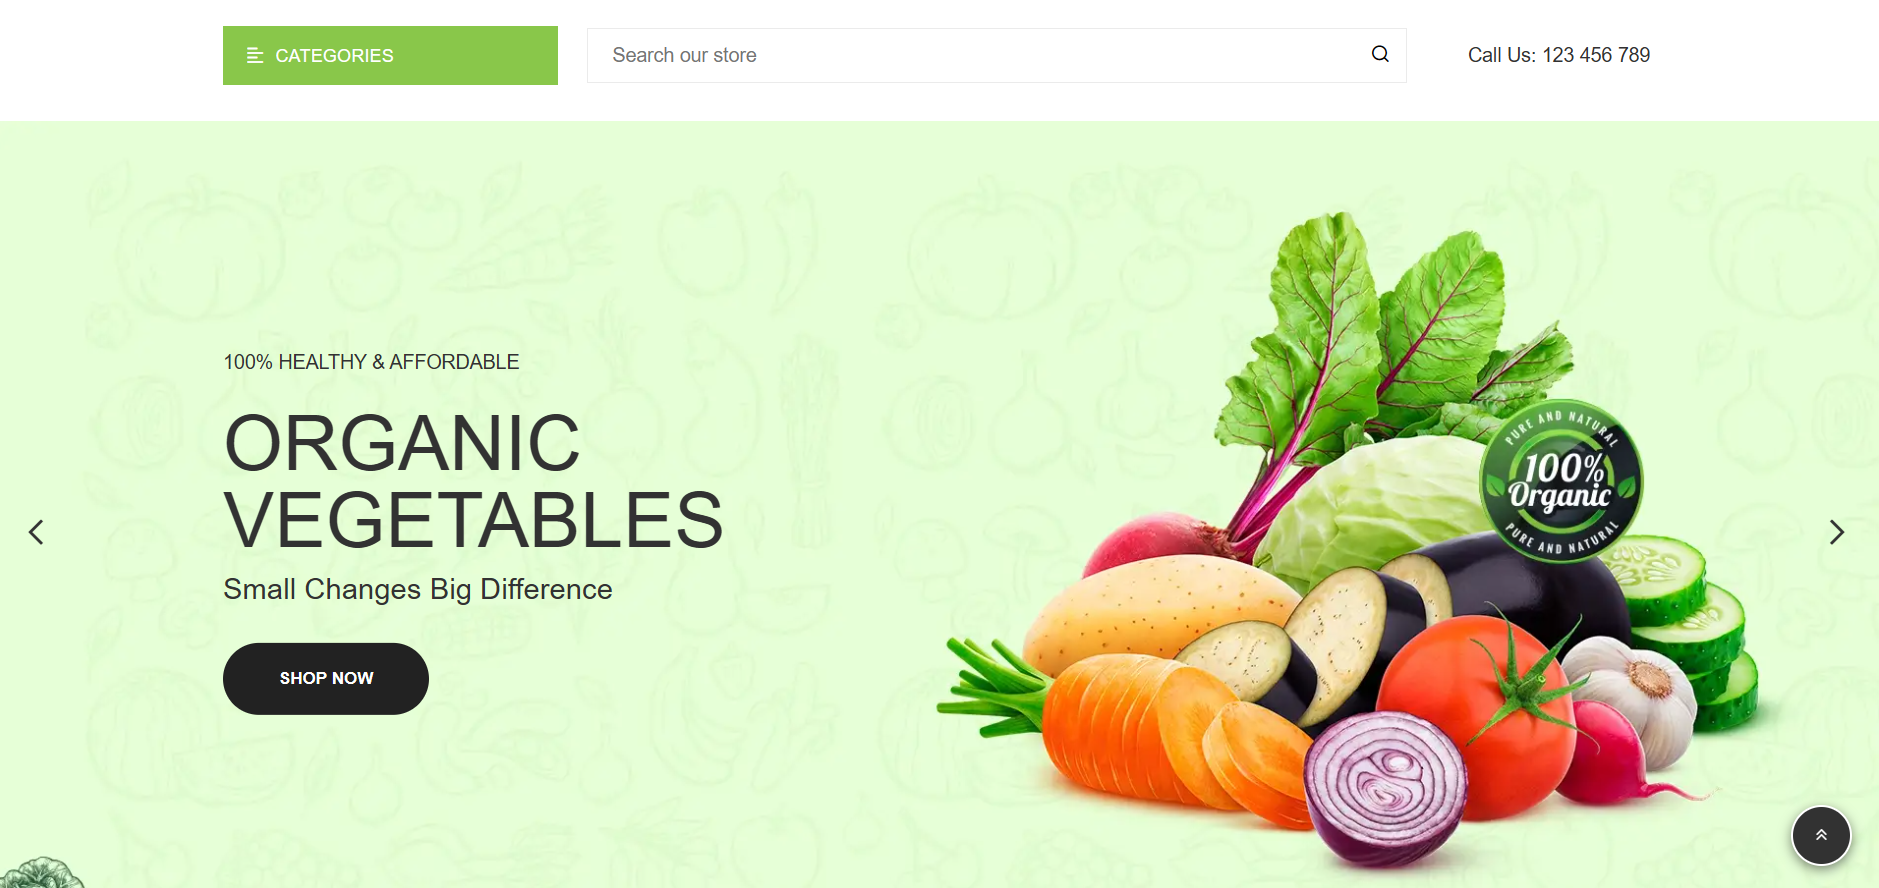 CATEGORIES
Search our store
Call Us: 123 456 789
100% HEALTHY & AFFORDABLE
ORGANIC
VEGETABLES
Small Changes Big Difference
SHOP NOW
PURE AND NATURAL
100%
Organic
PURE AND NATURAL